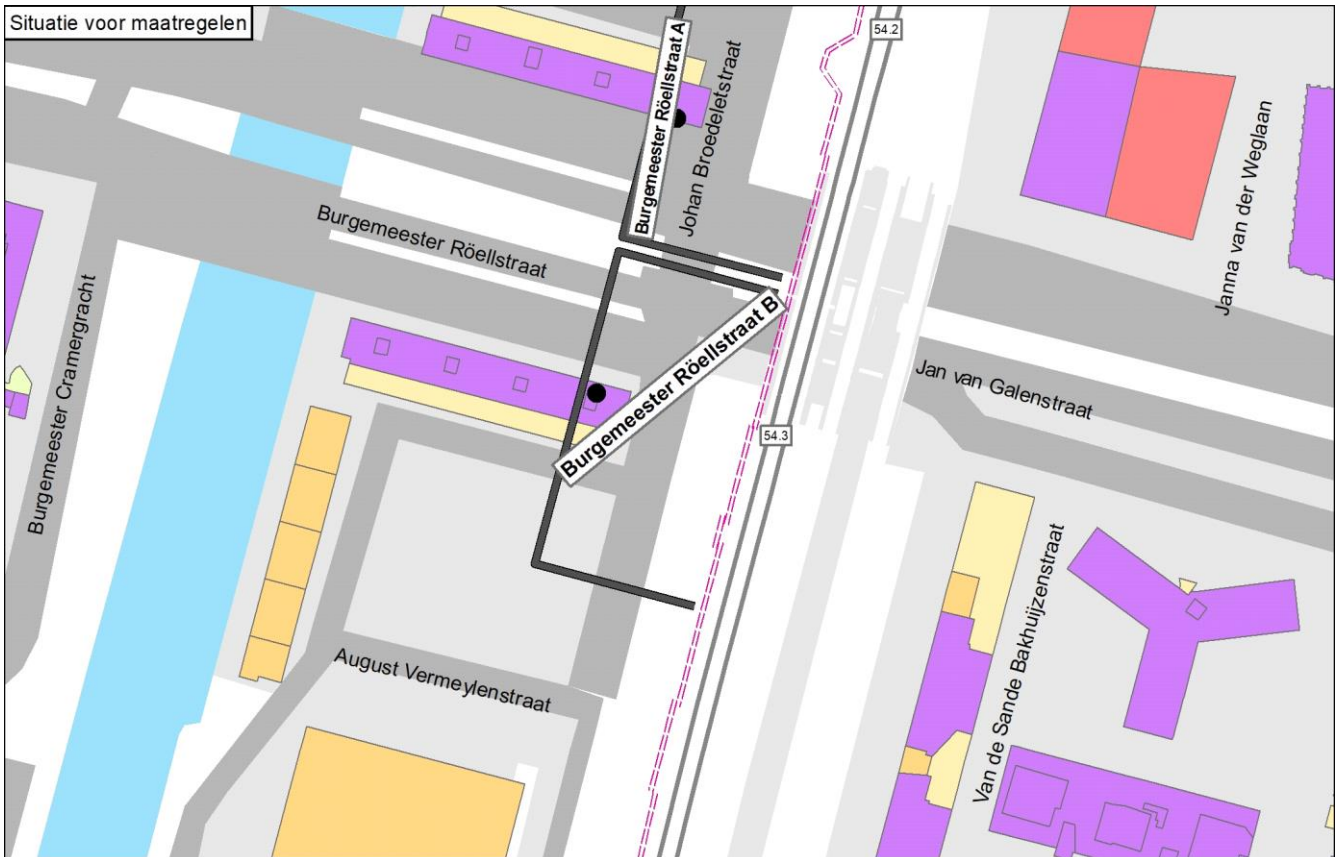 Situatie voor maatregelen
54.2
Burgemeester Röellstraat A
Johan Broedeletstraat
Janna van der Weglaan
Burgemeester Röellstraat
Burgemeester Röellstraat B
Burgemeester Cramergracht
Jan van Galenstraat
54.3
August Vermeylenstraat
Van de Sande Bakhuijzenstraat